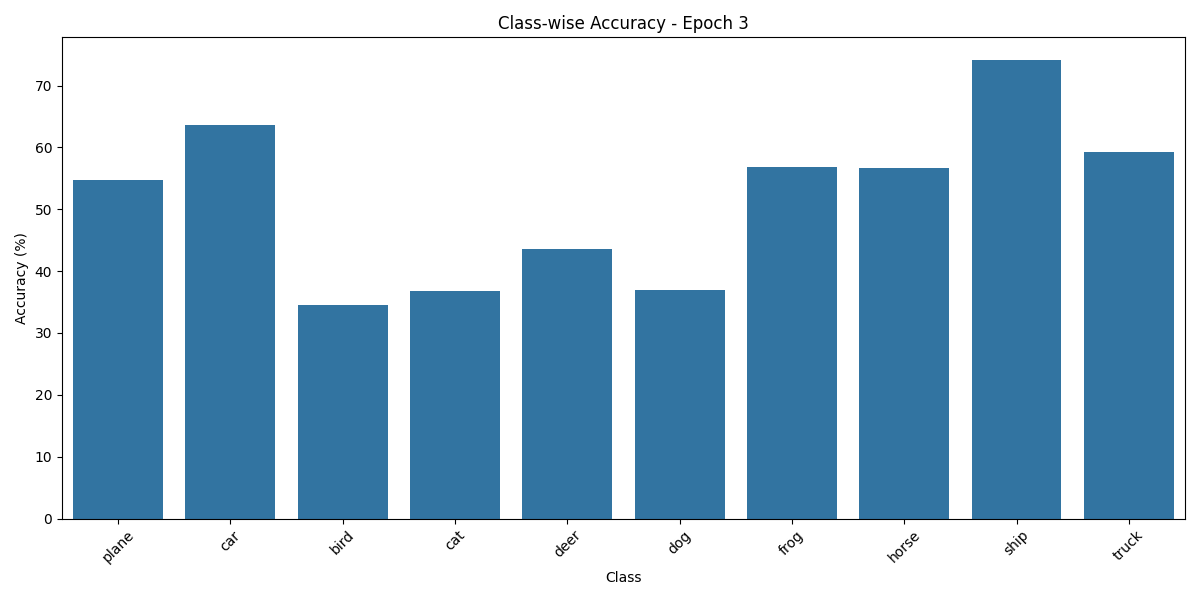 Class-wise Accuracy - Epoch 3
Accuracy (%)
70
60
50
40
30
20
10
0
plane car bird cat deer dog frog horse ship truck
Class